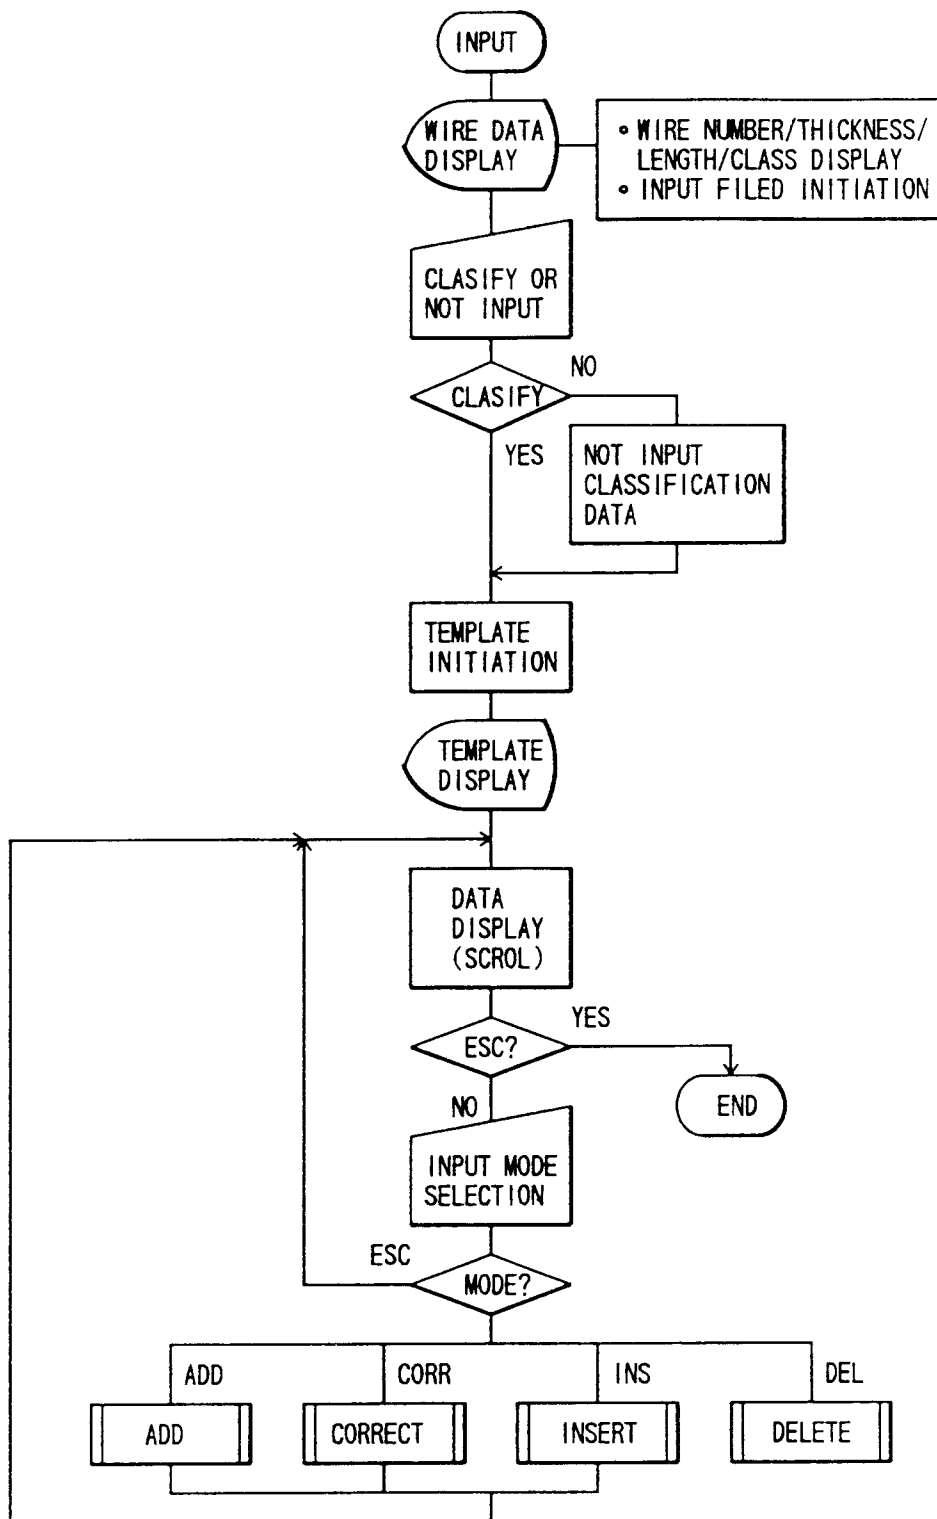 INPUT
WIRE DATA
DISPLAY
• WIRE NUMBER/THICKNESS/
LENGTH/CLASS DISPLAY
• INPUT FILED INITIATION
CLASIFY OR
NOT INPUT
CLASIFY
NO
YES
NOT INPUT
CLASSIFICATION
DATA
TEMPLATE
INITIATION
TEMPLATE
DISPLAY
DATA
DISPLAY
(SCROL)
ESC?
YES
END
NO
INPUT MODE
SELECTION
ESC
MODE?
ADD
CORR
INS
DEL
ADD
CORRECT
INSERT
DELETE